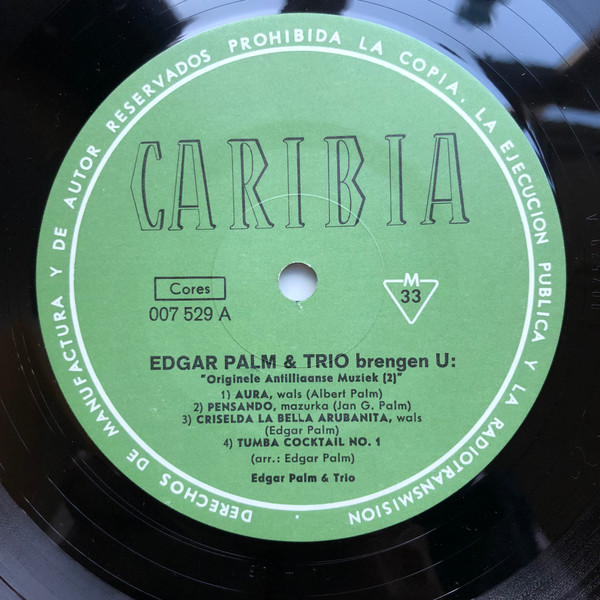 DERECHOS DE MANUFACTURA Y DE AUTOR RESERVADOS PROHIBIDA LA COPIA. LA EJECUCION PUBLICA Y LA RADIOTRANSMISION
CARIBIA
Cores
007 529 A
M
33
EDGAR PALM & TRIO brengen U:
"Originele Antilliaanse Muziek (2)"
1) AURA, wals (Albert Palm)
2) PENSANDO, mazurka (Jan G. Palm)
3) CRISELDA LA BELLA ARUBANITA, wals
(Edgar Palm)
4) TUMBA COCKTAIL NO. 1
(arr.: Edgar Palm)
Edgar Palm & Trio